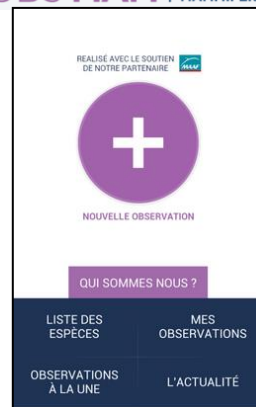 REALISÉ AVEC LE SOUTIEN
DE NOTRE PARTENAIRE
MAAF
NOUVELLE OBSERVATION
QUI SOMMES NOUS ?
LISTE DES
ESPÈCES
MES
OBSERVATIONS
OBSERVATIONS
À LA UNE
L'ACTUALITÉ